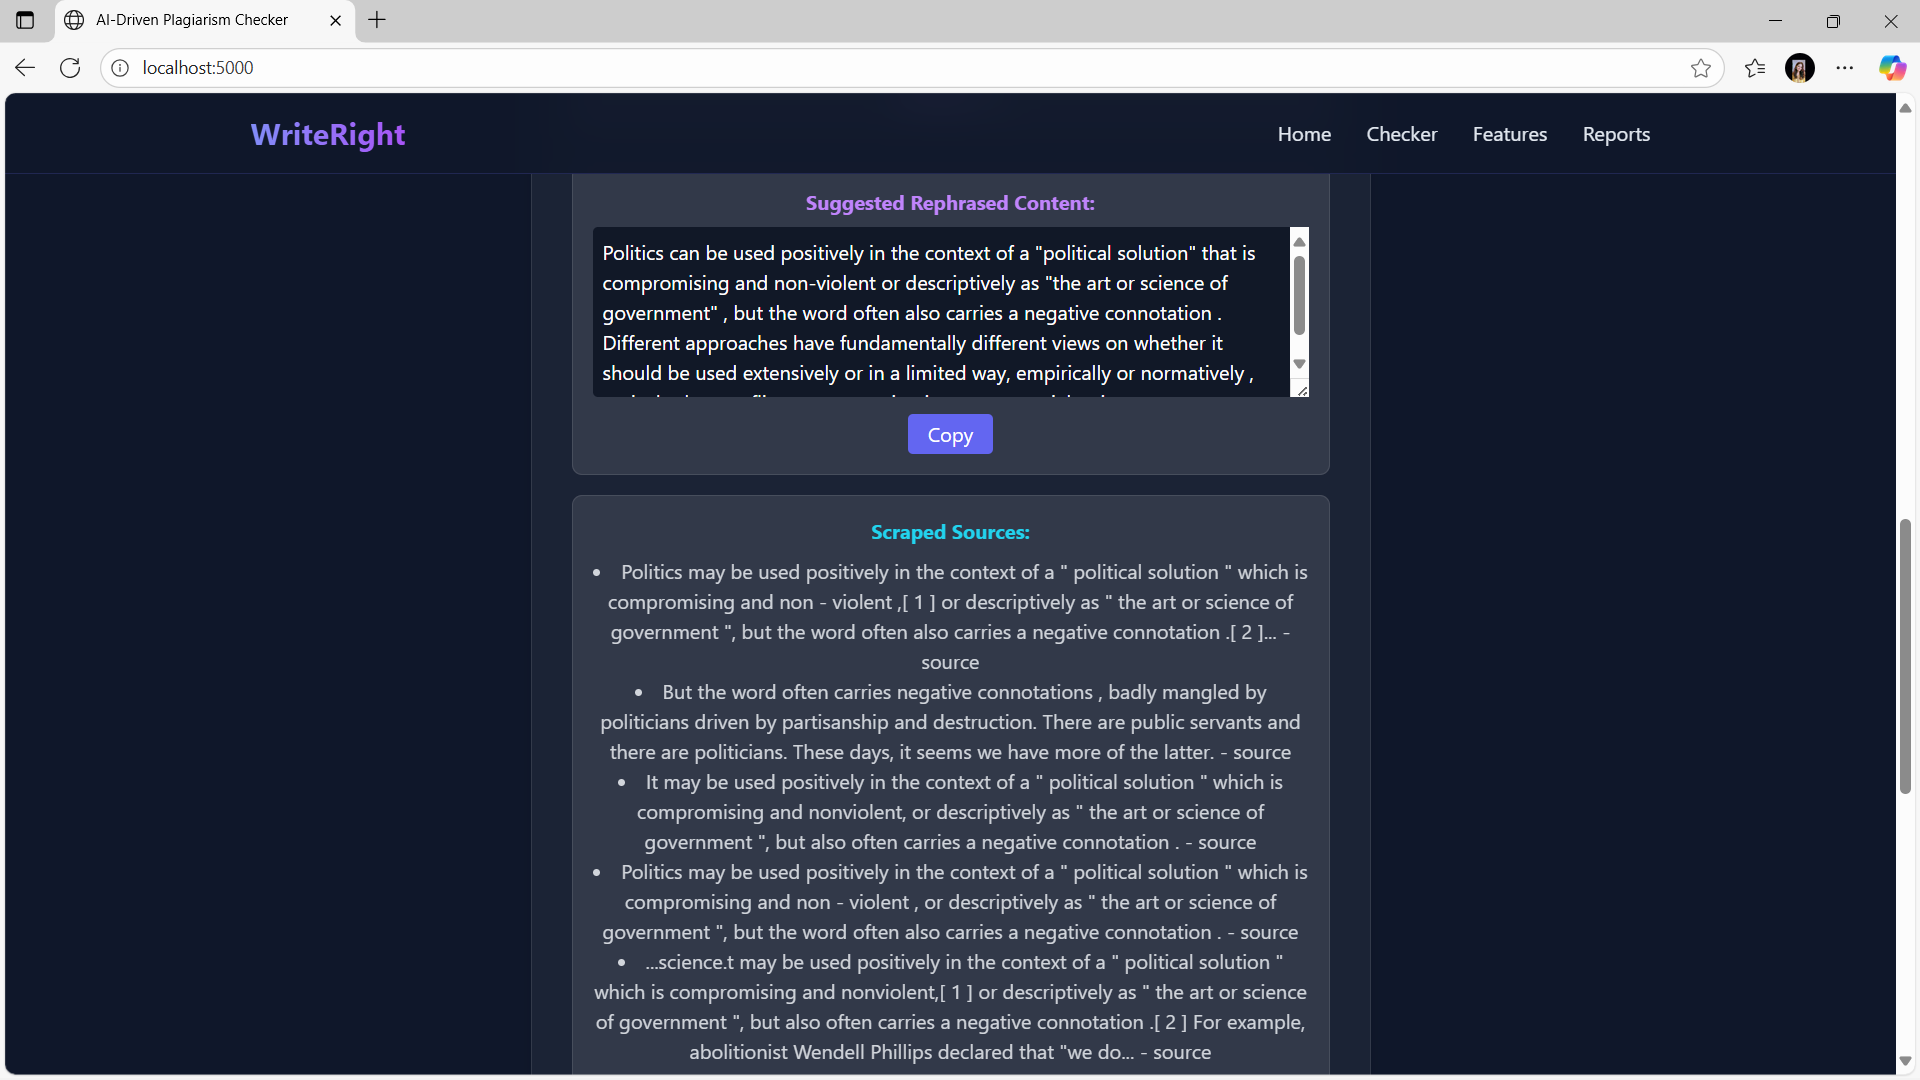 AI-Driven Plagiarism Checker
localhost:5000
WriteRight
Home Checker Features Reports
Suggested Rephrased Content:
Politics can be used positively in the context of a "political solution" that is
compromising and non-violent or descriptively as "the art or science of
government" , but the word often also carries a negative connotation .
Different approaches have fundamentally different views on whether it
should be used extensively or in a limited way, empirically or normatively ,
Copy
Scraped Sources:
• Politics may be used positively in the context of a " political solution " which is
compromising and non - violent ,[ 1 ] or descriptively as " the art or science of
government ", but the word often also carries a negative connotation .[ 2 ]... -
source
• But the word often carries negative connotations , badly mangled by
politicians driven by partisanship and destruction. There are public servants and
there are politicians. These days, it seems we have more of the latter. - source
• It may be used positively in the context of a " political solution " which is
compromising and nonviolent, or descriptively as " the art or science of
government ", but also often carries a negative connotation . - source
• Politics may be used positively in the context of a " political solution " which is
compromising and non - violent , or descriptively as " the art or science of
government ", but the word often also carries a negative connotation . - source
• ...science.t may be used positively in the context of a " political solution "
which is compromising and nonviolent,[ 1 ] or descriptively as " the art or science
of government ", but also often carries a negative connotation .[ 2 ] For example,
abolitionist Wendell Phillips declared that "we do... - source